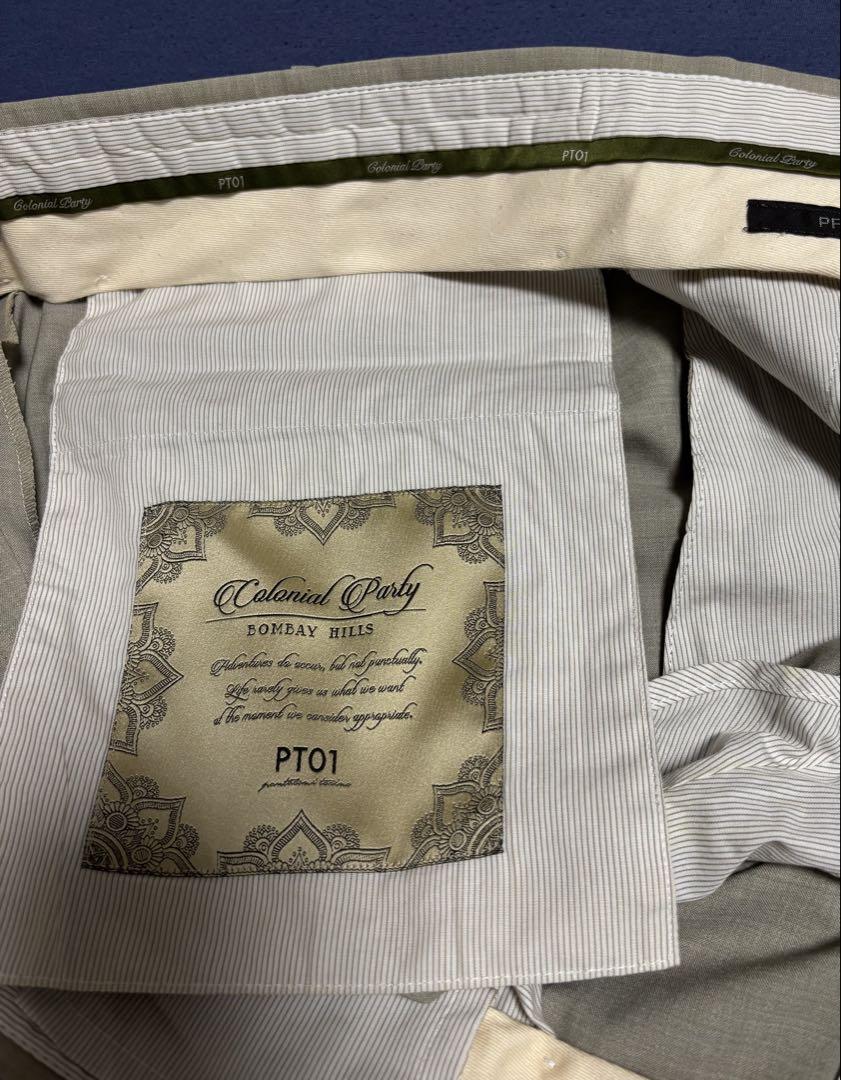 Colonial Party PT01 Colonial Party PT01 Colonial Party
PF
Colonial Party
BOMBAY HILLS
Adventures do occur, but not punctually.
Life rarely gives us what we want
at the moment we consider appropriate.
PT01
pantaloni torino